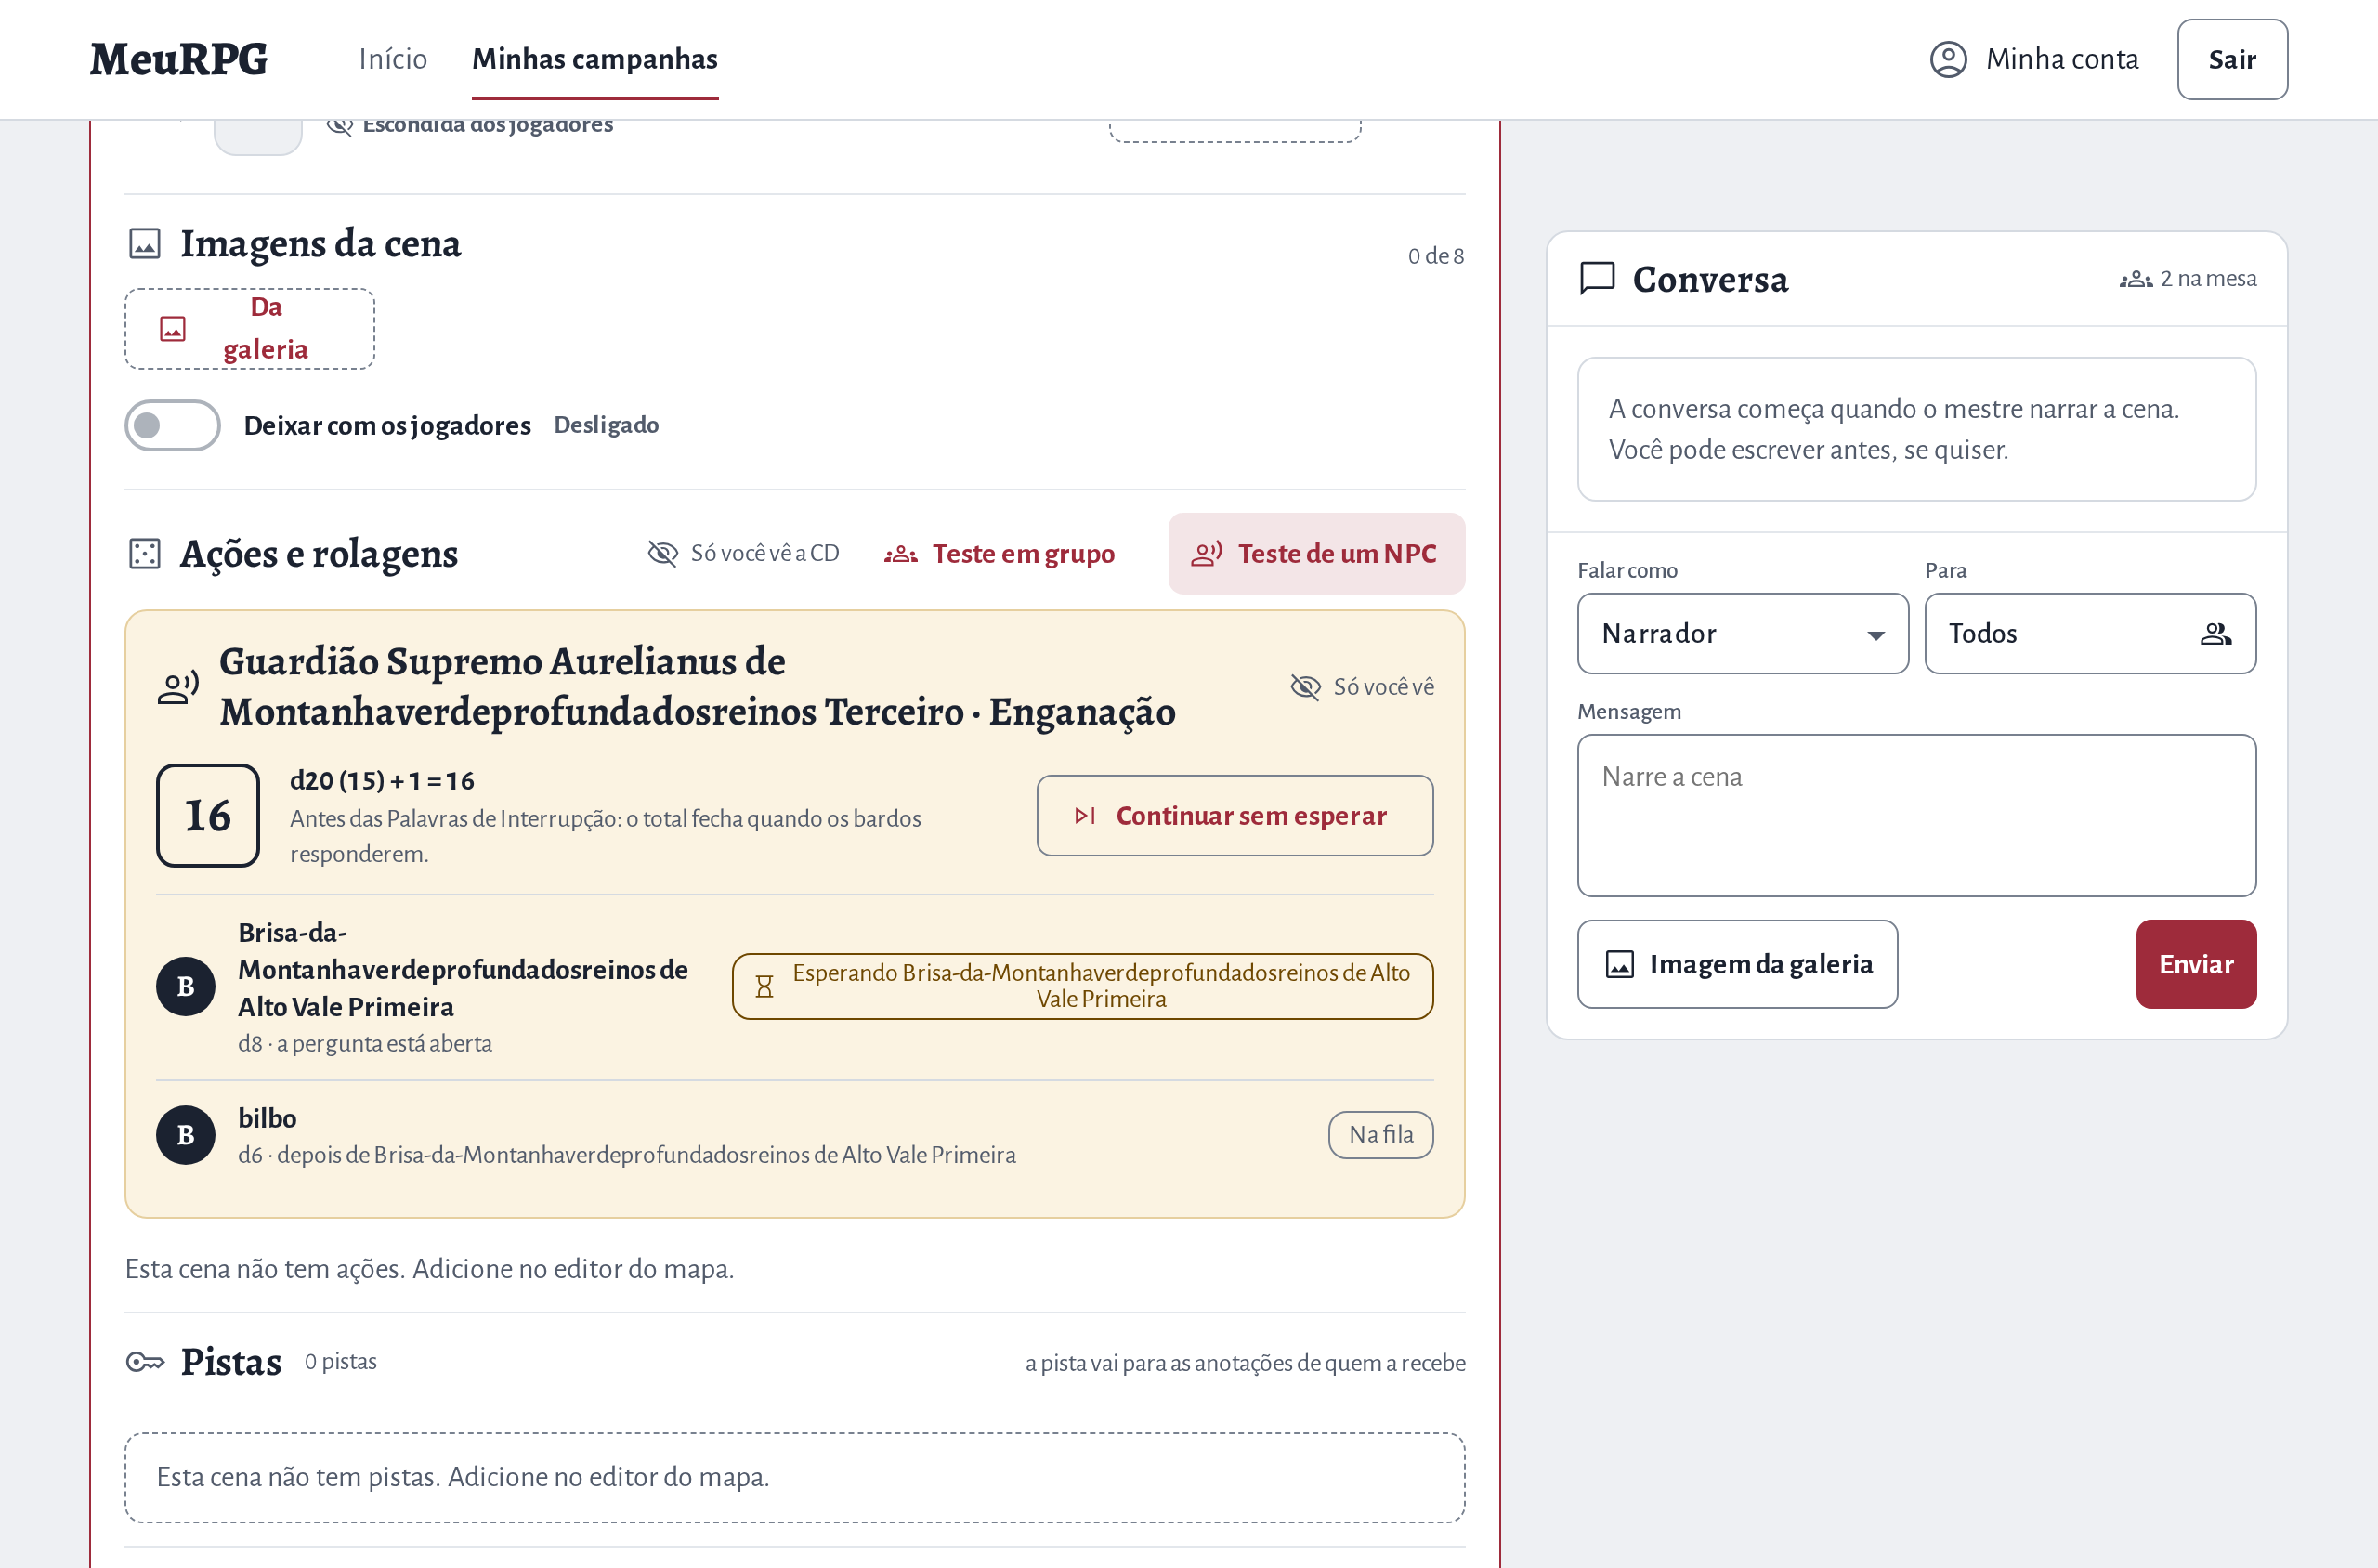 MeuRPG
Início
Minhas campanhas
Minha conta
Sair
Escondida dos jogadores
Imagens da cena
0 de 8
Da
galeria
Deixar com os jogadores
Desligado
Ações e rolagens
Só você vê a CD
Teste em grupo
Teste de um NPC
Guardião Supremo Aurelianus de
Montanhaverdeprofundadosreinos Terceiro · Enganação
Só você vê
16
d20 (15) + 1 = 16
Antes das Palavras de Interrupção: o total fecha quando os bardos
responderem.
Continuar sem esperar
B
Brisa-da-
Montanhaverdeprofundadosreinos de
Alto Vale Primeira
d8 · a pergunta está aberta
Esperando Brisa-da-Montanhaverdeprofundadosreinos de Alto
Vale Primeira
B
bilbo
d6 · depois de Brisa-da-Montanhaverdeprofundadosreinos de Alto Vale Primeira
Na fila
Esta cena não tem ações. Adicione no editor do mapa.
Pistas
0 pistas
a pista vai para as anotações de quem a recebe
Esta cena não tem pistas. Adicione no editor do mapa.
Conversa
2 na mesa
A conversa começa quando o mestre narrar a cena.
Você pode escrever antes, se quiser.
Falar como
Para
Narrador
Todos
Mensagem
Narre a cena
Imagem da galeria
Enviar